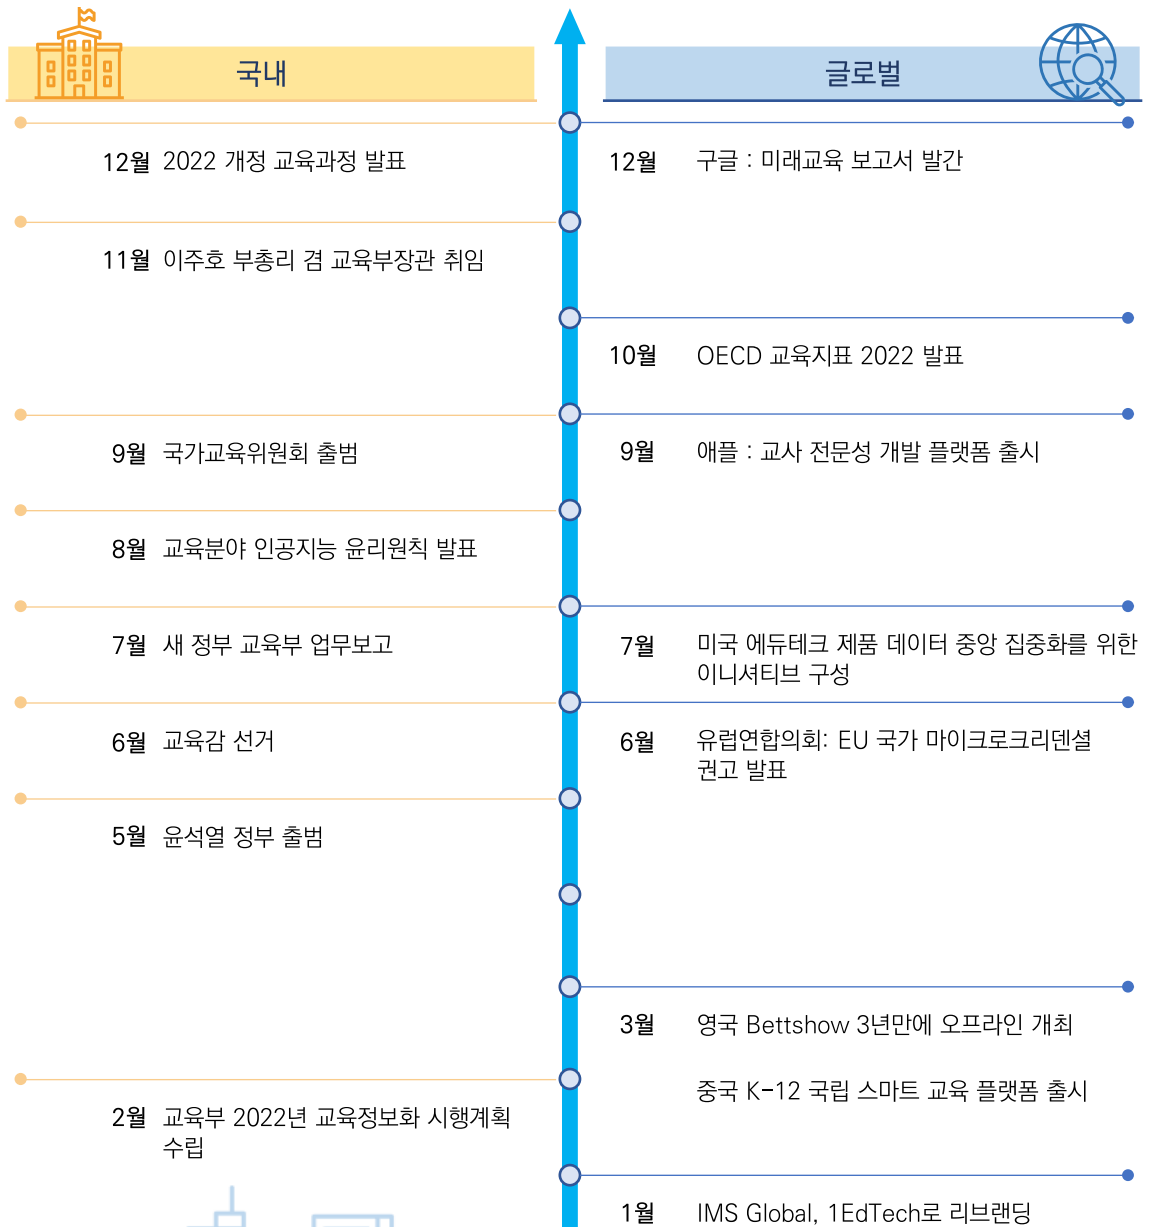 국내
12월 2022 개정 교육과정 발표
11월 이주호 부총리 겸 교육부장관 취임
9월 국가교육위원회 출범
8월 교육분야 인공지능 윤리원칙 발표
7월 새 정부 교육부 업무보고
6월 교육감 선거
5월 윤석열 정부 출범
2월 교육부 2022년 교육정보화 시행계획
수립
글로벌
12월 구글 : 미래교육 보고서 발간
10월 OECD 교육지표 2022 발표
9월 애플 : 교사 전문성 개발 플랫폼 출시
7월 미국 에듀테크 제품 데이터 중앙 집중화를 위한
이니셔티브 구성
6월 유럽연합의회: EU 국가 마이크로크리덴셜
권고 발표
3월 영국 Bettshow 3년만에 오프라인 개최
중국 K-12 국립 스마트 교육 플랫폼 출시
1월 IMS Global, 1EdTech로 리브랜딩